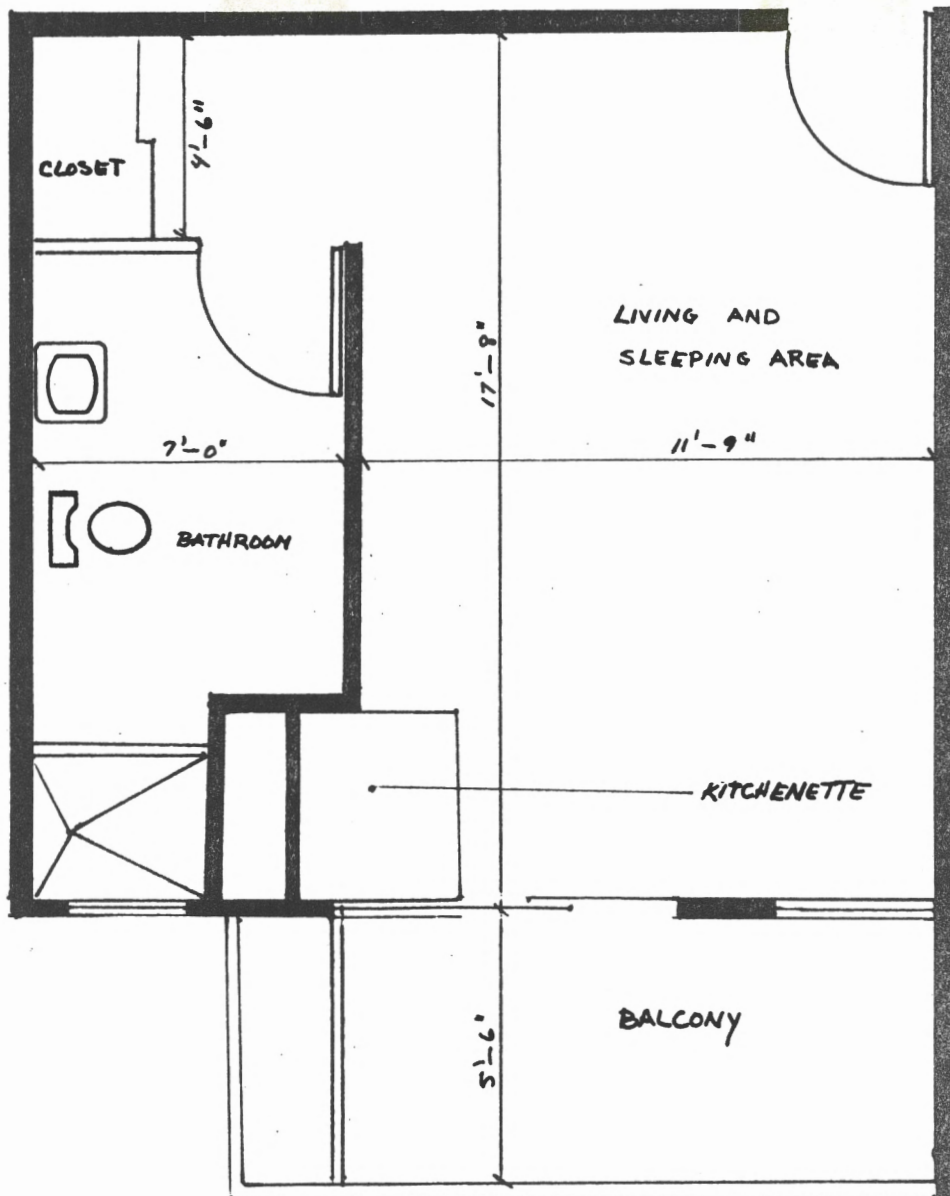 4'-6"
CLOSET
LIVING AND
SLEEPING AREA
17'-8"
7'-0"
11'-9"
BATHROOM
KITCHENETTE
BALCONY
5'-6"